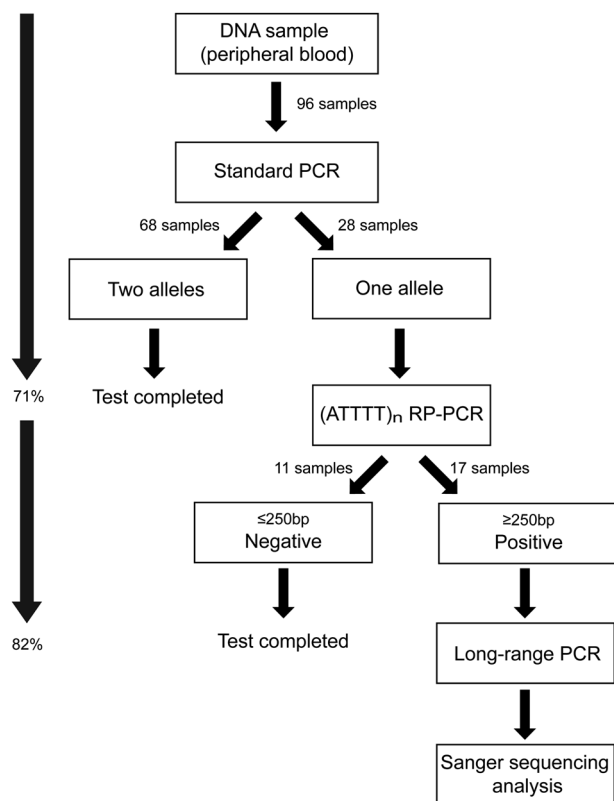 DNA sample
(peripheral blood)
96 samples
Standard PCR
68 samples
28 samples
Two alleles
One allele
71%
Test completed
(ATTTT)n RP-PCR
11 samples
17 samples
≤250bp
Negative
≥250bp
Positive
82%
Test completed
Long-range PCR
Sanger sequencing
analysis